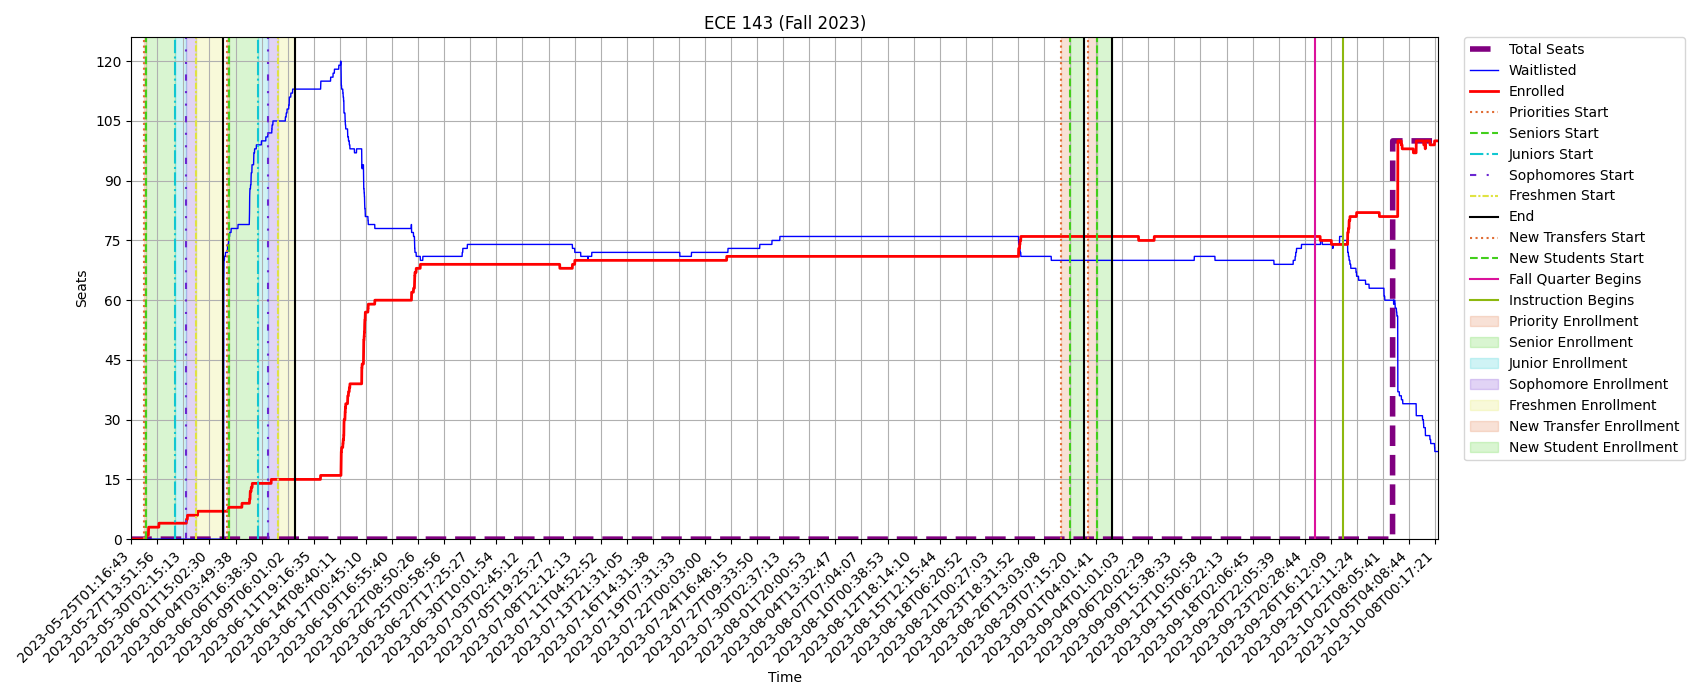 ECE 143 (Fall 2023)
Seats
120
105
90
75
60
45
30
15
0
2023-05-25T01:16:43
2023-05-27T13:51:56
2023-05-30T02:15:13
2023-06-01T15:02:30
2023-06-04T03:49:38
2023-06-06T16:38:30
2023-06-09T06:01:02
2023-06-11T19:16:35
2023-06-14T08:40:11
2023-06-17T00:45:10
2023-06-19T16:55:40
2023-06-22T08:50:26
2023-06-25T00:58:56
2023-06-27T17:25:27
2023-06-30T10:01:54
2023-07-03T02:45:12
2023-07-05T19:25:27
2023-07-08T12:12:13
2023-07-11T04:52:52
2023-07-13T21:31:05
2023-07-16T14:31:38
2023-07-19T07:31:33
2023-07-22T00:03:00
2023-07-24T16:48:15
2023-07-27T09:33:50
2023-07-30T02:37:13
2023-08-01T20:00:53
2023-08-04T13:32:47
2023-08-07T07:04:07
2023-08-10T00:38:53
2023-08-12T18:14:10
2023-08-15T12:15:44
2023-08-18T06:20:52
2023-08-21T00:27:03
2023-08-23T18:31:52
2023-08-26T13:03:08
2023-08-29T07:15:20
2023-09-01T04:01:41
2023-09-04T01:01:03
2023-09-06T20:02:29
2023-09-09T15:38:33
2023-09-12T10:50:58
2023-09-15T06:22:13
2023-09-18T02:06:45
2023-09-20T22:05:39
2023-09-23T20:28:44
2023-09-26T16:12:09
2023-09-29T12:11:24
2023-10-02T08:05:41
2023-10-05T04:08:44
2023-10-08T00:17:21
Time
Total Seats
Waitlisted
Enrolled
Priorities Start
Seniors Start
Juniors Start
Sophomores Start
Freshmen Start
End
New Transfers Start
New Students Start
Fall Quarter Begins
Instruction Begins
Priority Enrollment
Senior Enrollment
Junior Enrollment
Sophomore Enrollment
Freshmen Enrollment
New Transfer Enrollment
New Student Enrollment